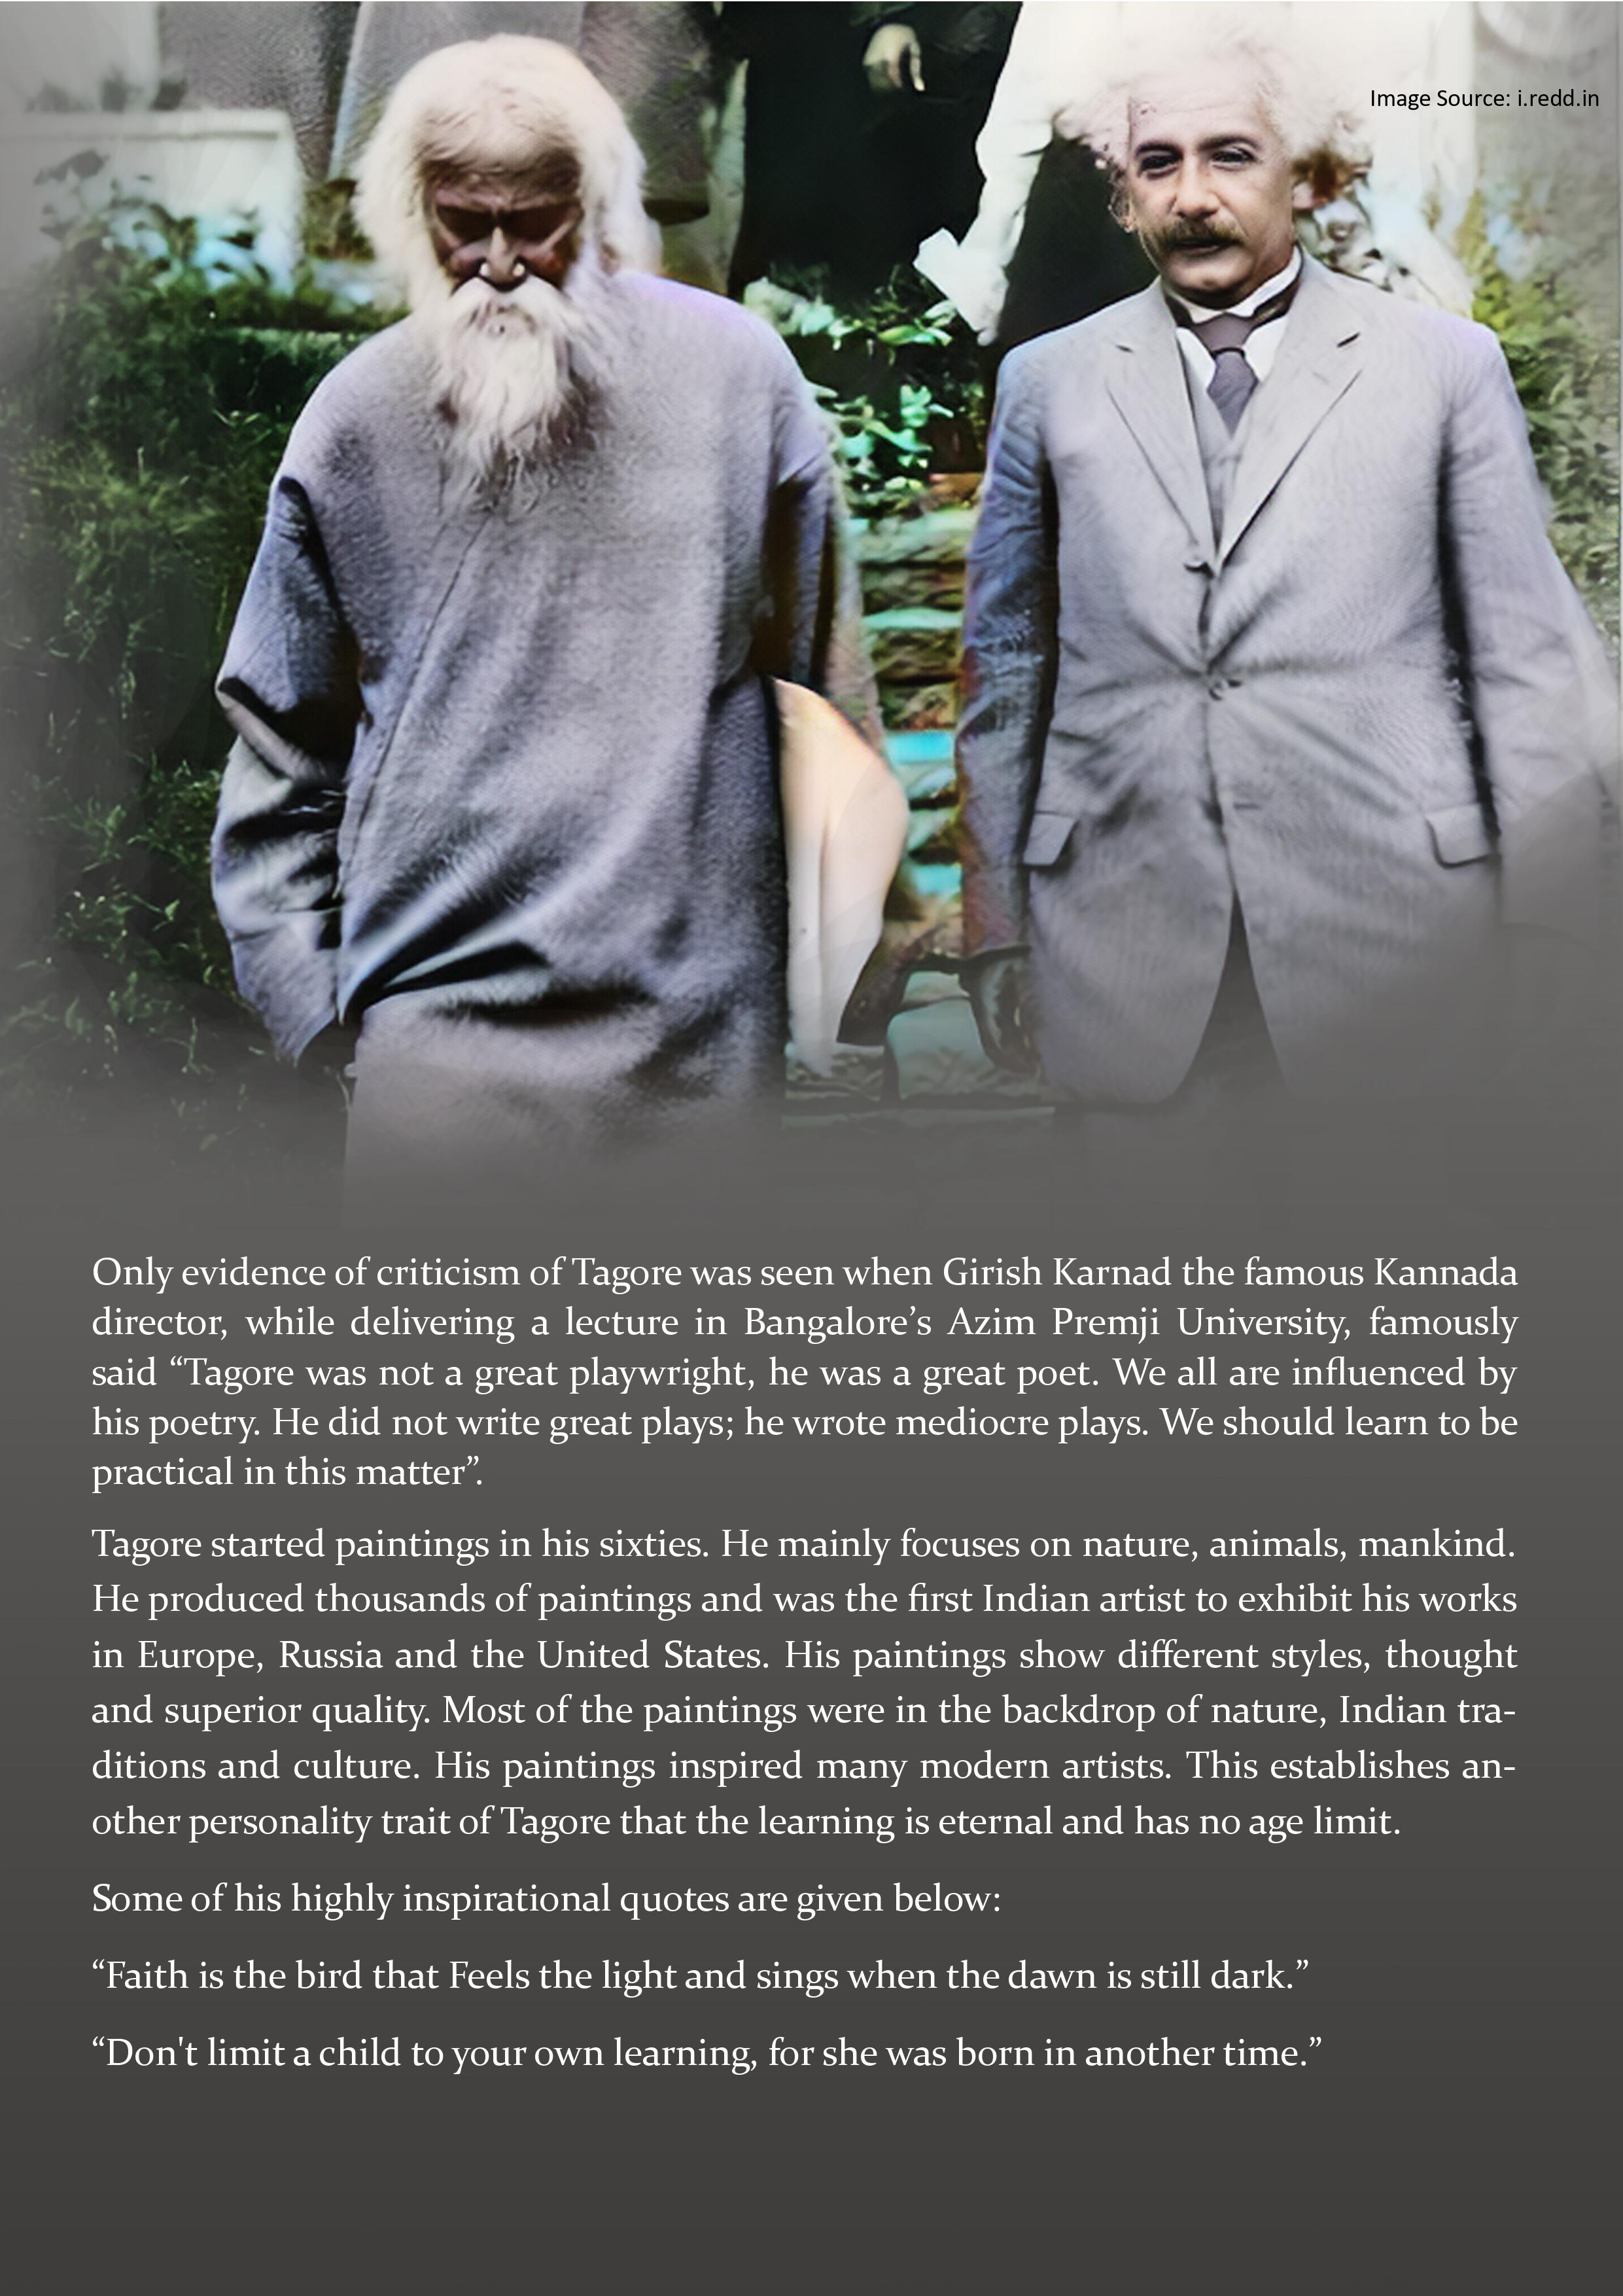 Image Source: i.redd.in
Only evidence of criticism of Tagore was seen when Girish Karnad the famous Kannada
director, while delivering a lecture in Bangalore’s Azim Premji University, famously
said “Tagore was not a great playwright, he was a great poet. We all are influenced by
his poetry. He did not write great plays; he wrote mediocre plays. We should learn to be
practical in this matter”.
Tagore started paintings in his sixties. He mainly focuses on nature, animals, mankind.
He produced thousands of paintings and was the first Indian artist to exhibit his works
in Europe, Russia and the United States. His paintings show different styles, thought
and superior quality. Most of the paintings were in the backdrop of nature, Indian tra-
ditions and culture. His paintings inspired many modern artists. This establishes an-
other personality trait of Tagore that the learning is eternal and has no age limit.
Some of his highly inspirational quotes are given below:
“Faith is the bird that Feels the light and sings when the dawn is still dark.”
“Don't limit a child to your own learning, for she was born in another time.”